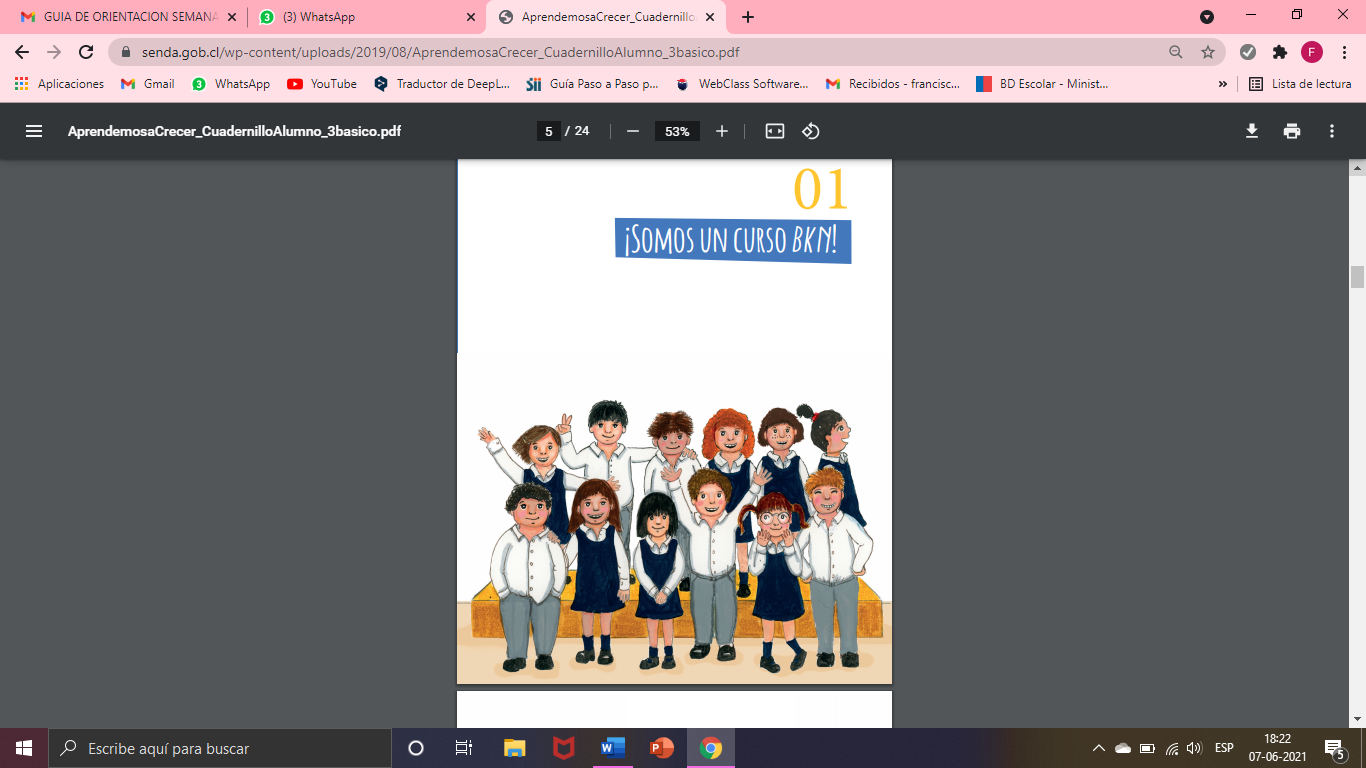 GUIA DE ORIENTACION SEMANA
(3) WhatsApp
AprendemosaCrecer_Cuadernillo
senda.gob.cl/wp-content/uploads/2019/08/AprendemosaCrecer_CuadernilloAlumno_3basico.pdf
F
Aplicaciones
Gmail
3
WhatsApp
YouTube
Traductor de DeepL...
Guía Paso a Paso p...
WebClass Software...
Recibidos - francisc...
BD Escolar - Minist...
»
Lista de lectura
AprendemosaCrecer_CuadernilloAlumno_3basico.pdf
5 / 24
53%
01
¡SOMOS UN CURSO BKN!
Escribe aquí para buscar
ESP
18:22
07-06-2021
5